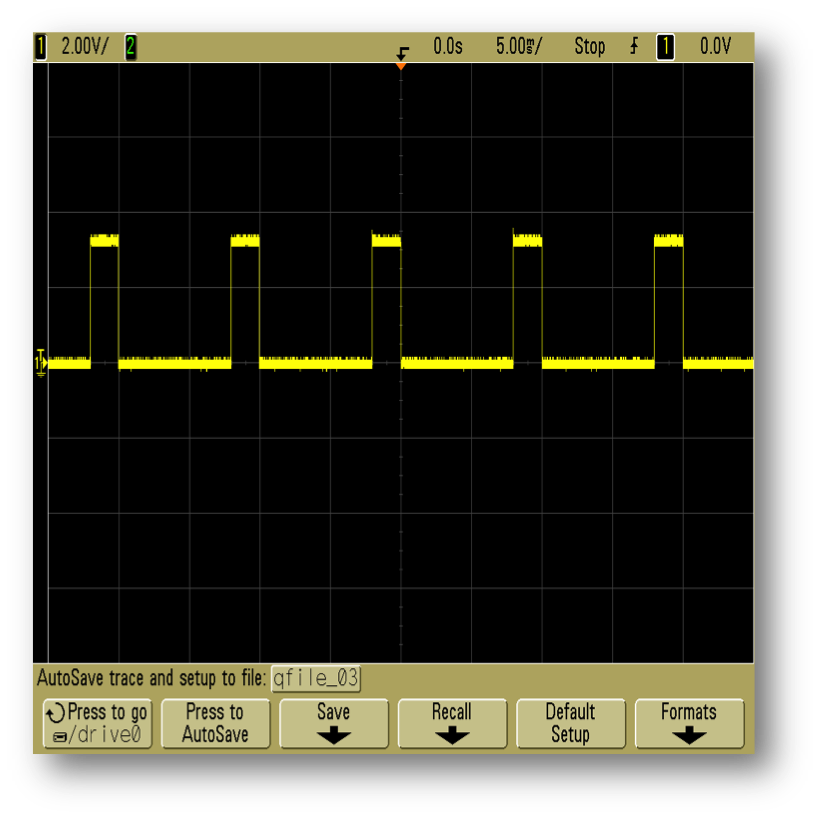 1 2.00V/ 2 0.0s 5.00ms/ Stop 1 0.0V
T
1
AutoSave trace and setup to file: qfile_03
Press to go
/drive0
Press to
AutoSave
Save
Recall
Default
Setup
Formats